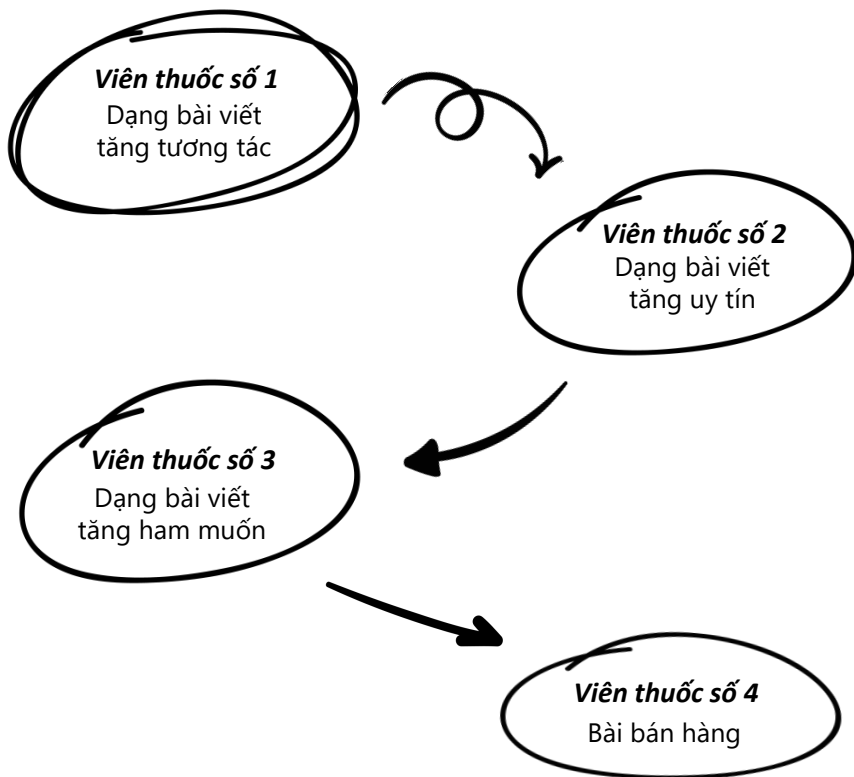 Viên thuốc số 1
Dạng bài viết
tăng tương tác
Viên thuốc số 2
Dạng bài viết
tăng uy tín
Viên thuốc số 3
Dạng bài viết
tăng ham muốn
Viên thuốc số 4
Bài bán hàng